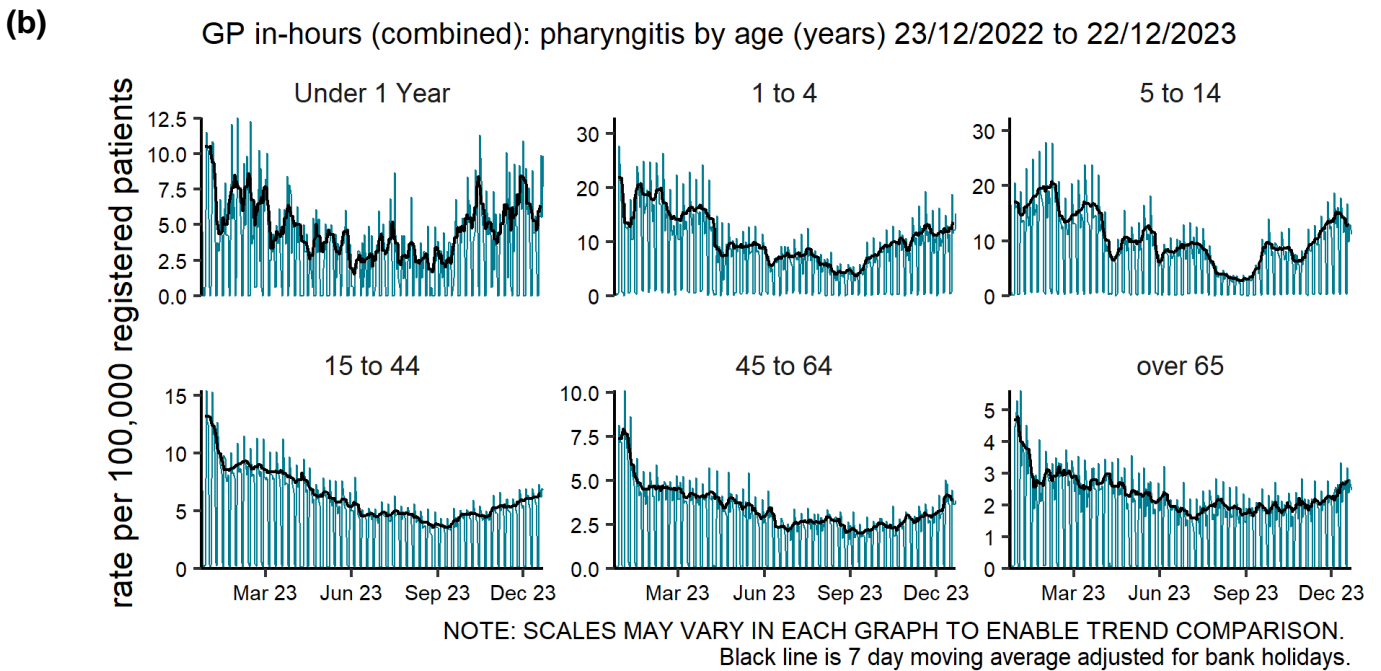 (b)
GP in-hours (combined): pharyngitis by age (years) 23/12/2022 to 22/12/2023
rate per 100,000 registered patients
Under 1 Year
12.5
10.0
7.5
5.0
2.5
0.0
1 to 4
30
20
10
0
5 to 14
30
20
10
0
15 to 44
15
10
5
0
Mar 23 Jun 23 Sep 23 Dec 23
45 to 64
10.0
7.5
5.0
2.5
0.0
Mar 23 Jun 23 Sep 23 Dec 23
over 65
5
4
3
2
1
0
Mar 23 Jun 23 Sep 23 Dec 23
NOTE: SCALES MAY VARY IN EACH GRAPH TO ENABLE TREND COMPARISON.
Black line is 7 day moving average adjusted for bank holidays.